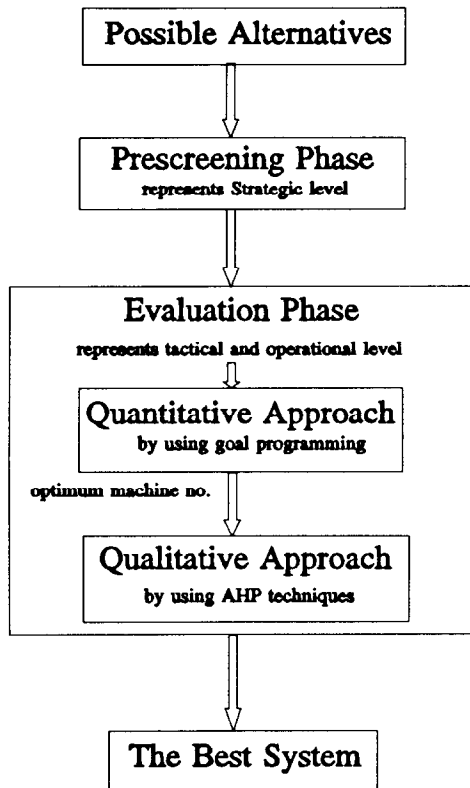 Possible Alternatives
Prescreening Phase
represents Strategic level
Evaluation Phase
represents tactical and operational level
Quantitative Approach
by using goal programming
optimum machine no.
Qualitative Approach
by using AHP techniques
The Best System